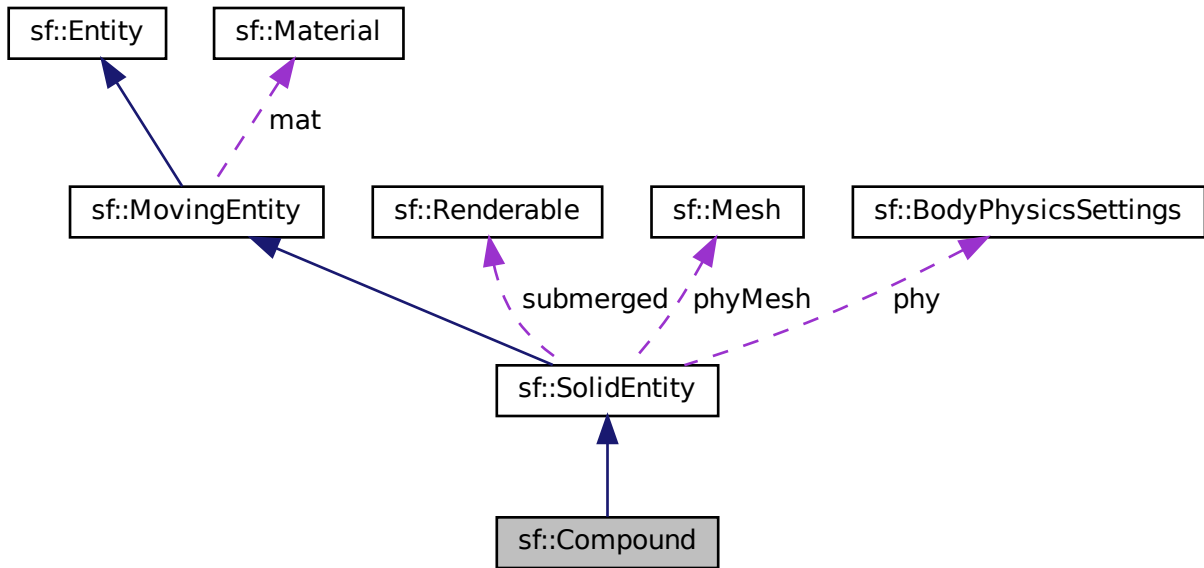 sf::Entity
sf::Material
mat
sf::MovingEntity
sf::Renderable
sf::Mesh
sf::BodyPhysicsSettings
submerged
phyMesh
phy
sf::SolidEntity
sf::Compound